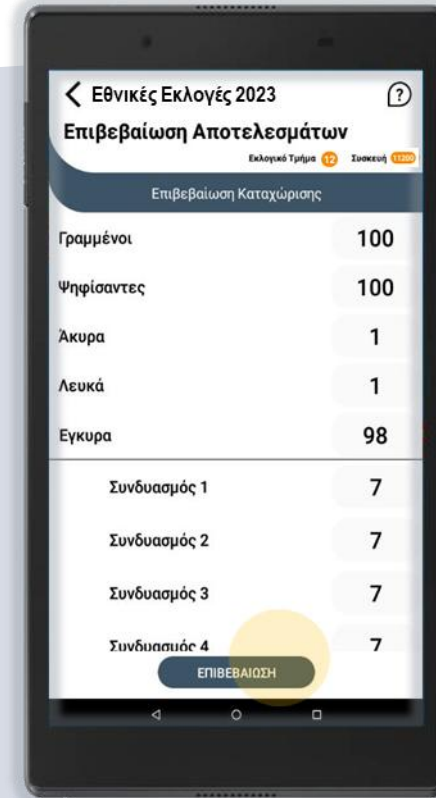 Εθνικές Εκλογές 2023 ?
Επιβεβαίωση Αποτελεσμάτων
Εκλογικό Τμήμα 12 Συσκευή 11200
Επιβεβαίωση Καταχώρισης
Γραμμένοι 100
Ψηφίσαντες 100
Άκυρα 1
Λευκά 1
Εγκυρα 98
Συνδυασμός 1 7
Συνδυασμός 2 7
Συνδυασμός 3 7
Συνδυασμός 4 7
ΕΠΙΒΕΒΑΙΩΣΗ